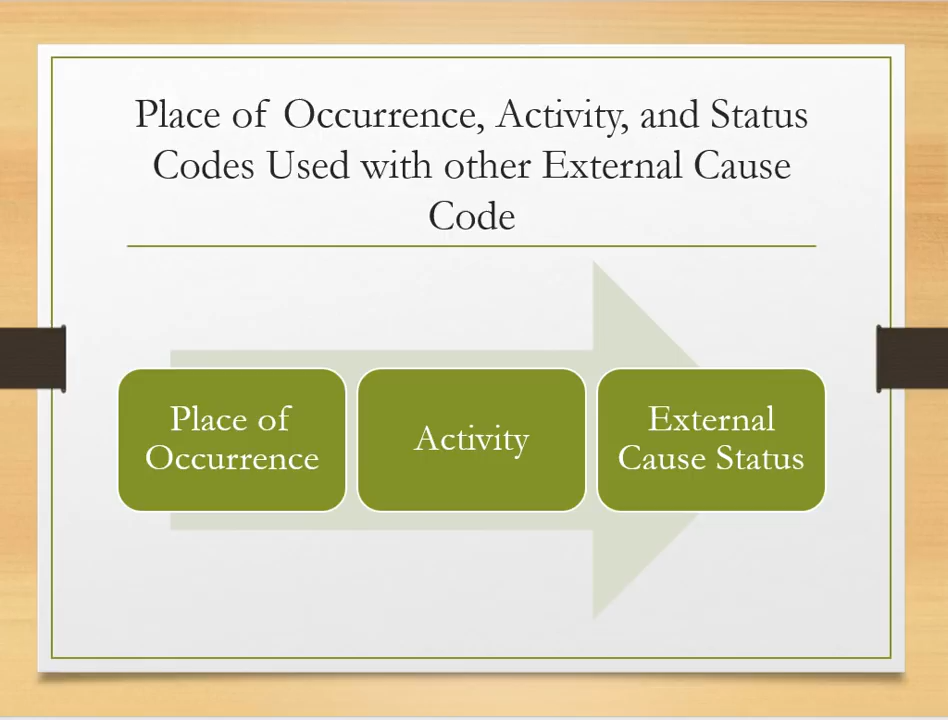 Place of Occurrence, Activity, and Status
Codes Used with other External Cause
Code
Place of
Occurrence
Activity
External
Cause Status